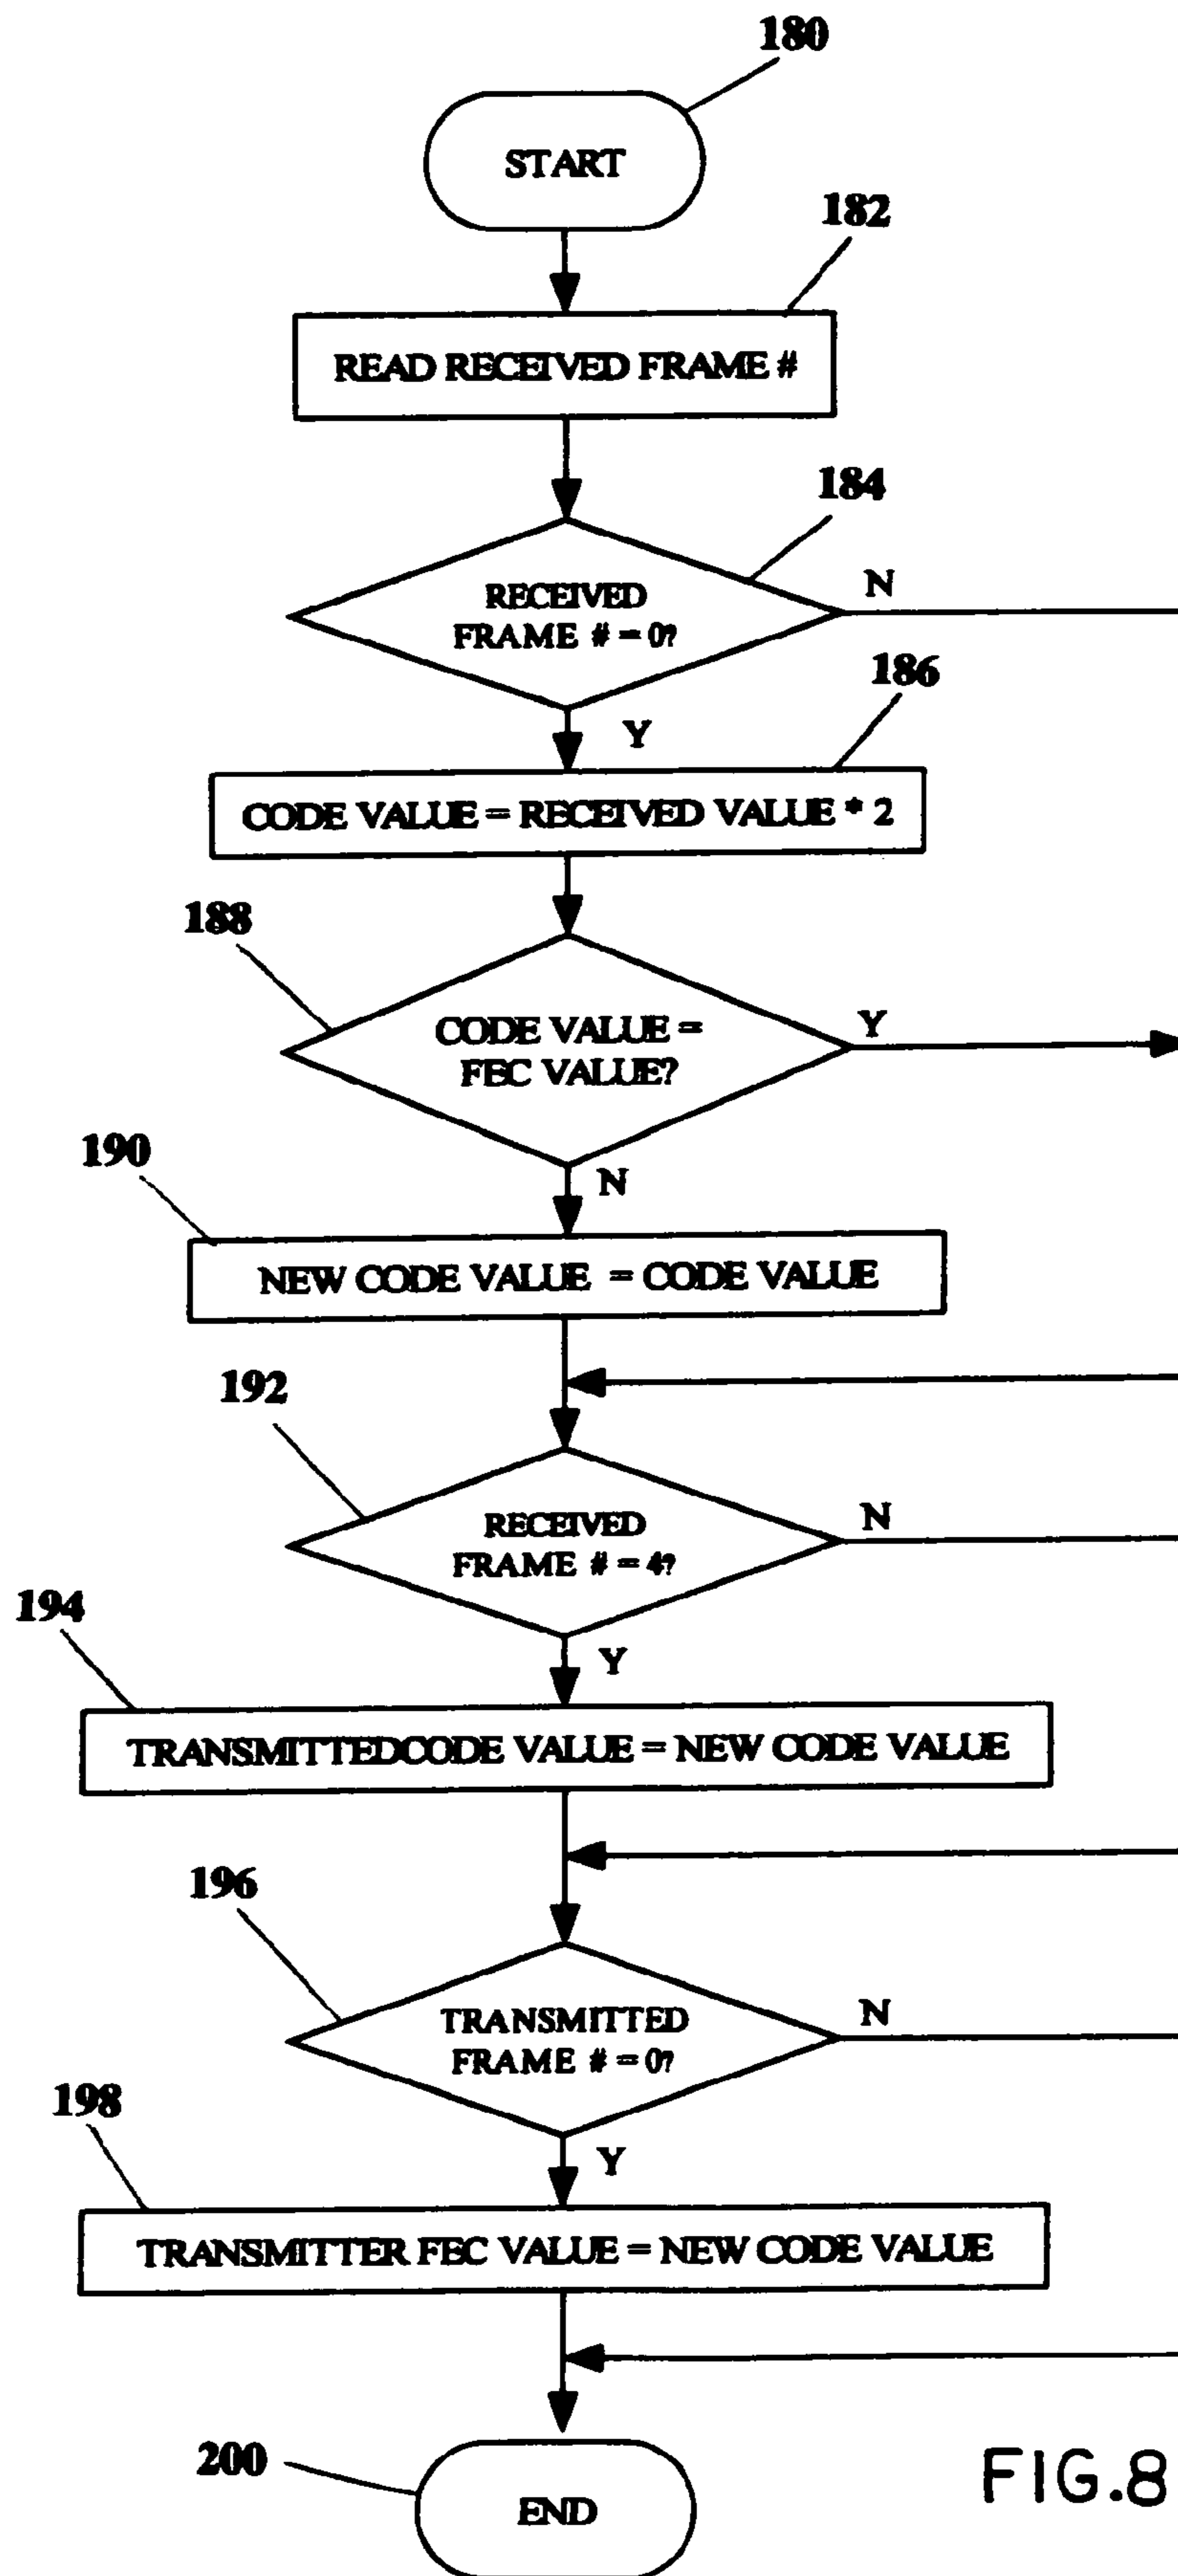 180
START
182
READ RECEIVED FRAME #
184
RECEIVED
FRAME # = 0?
N
Y
186
CODE VALUE = RECEIVED VALUE * 2
188
CODE VALUE =
FEC VALUE?
Y
N
190
NEW CODE VALUE = CODE VALUE
192
RECEIVED
FRAME # = 4?
N
Y
194
TRANSMITTEDCODE VALUE = NEW CODE VALUE
196
TRANSMITTED
FRAME # = 0?
N
Y
198
TRANSMITTER FEC VALUE = NEW CODE VALUE
200
END
FIG.8